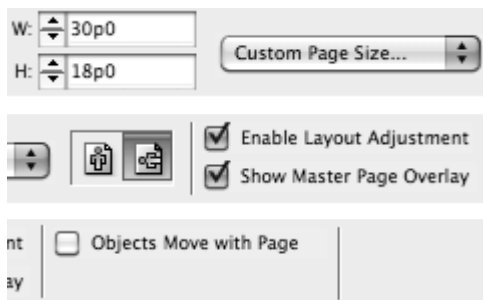 W: 30p0
Custom Page Size...
H: 18p0
Enable Layout Adjustment
Show Master Page Overlay
nt Objects Move with Page
ay